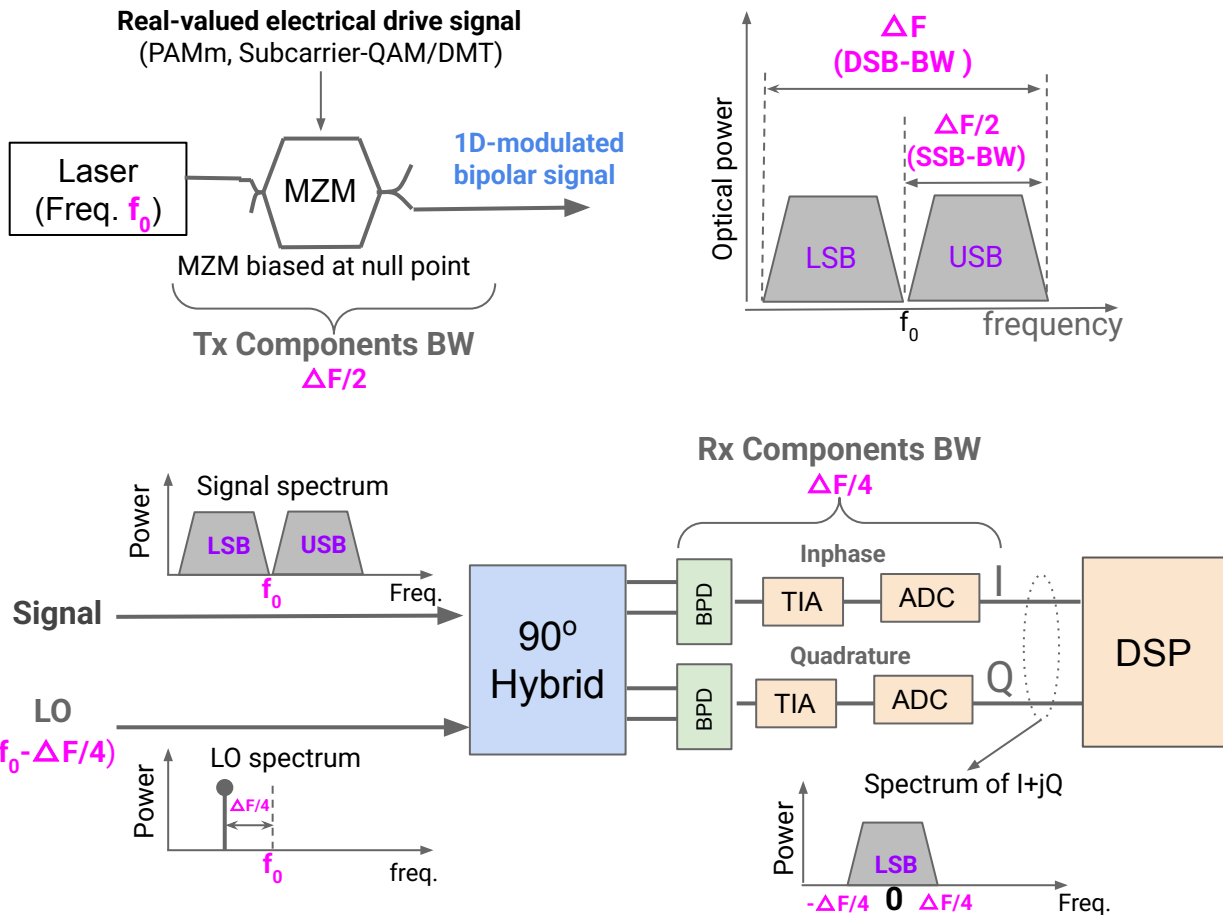 Real-valued electrical drive signal
(PAMm, Subcarrier-QAM/DMT)
Laser
(Freq. f₀)
MZM
1D-modulated
bipolar signal
MZM biased at null point
Tx Components BW
△F/2
△F
(DSB-BW )
△F/2
(SSB-BW)
Optical power
LSB
USB
f₀
frequency
Rx Components BW
△F/4
Signal spectrum
Power
LSB
USB
f₀
Freq.
Signal
LO
f₀-△F/4)
90º
Hybrid
BPD
Inphase
TIA
ADC
I
BPD
Quadrature
TIA
ADC
Q
DSP
LO spectrum
Power
△F/4
f₀
freq.
Spectrum of I+jQ
Power
LSB
-△F/4
0
△F/4
Freq.